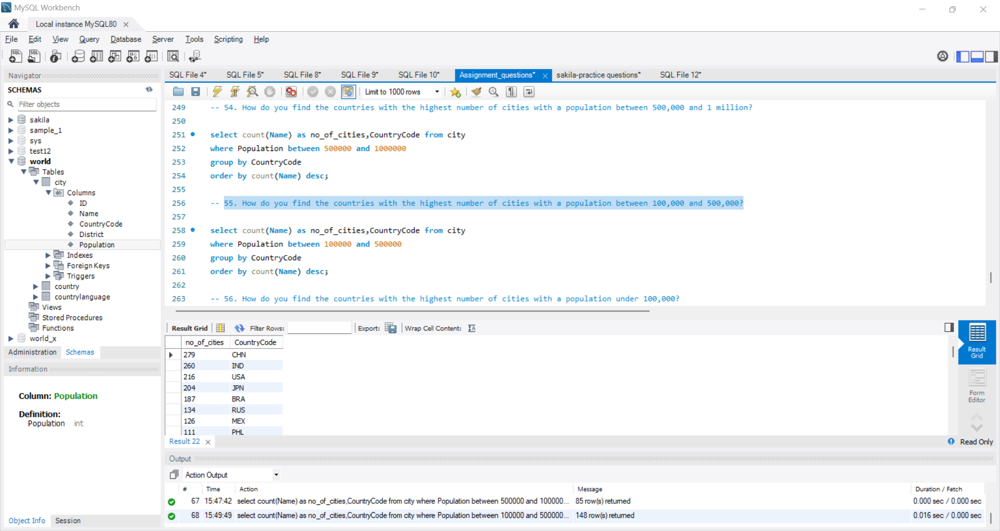 MySQL Workbench
Local instance MySQL80
File Edit View Query Database Server Tools Scripting Help
Navigator
SCHEMAS
Filter objects
sakila
sample_1
sys
test12
world
Tables
city
Columns
ID
Name
CountryCode
District
Population
Indexes
Foreign Keys
Triggers
country
countrylanguage
Views
Stored Procedures
Functions
world_x
Administration Schemas
Information
Column: Population
Definition:
Population int
Object Info Session
SQL File 4* SQL File 5* SQL File 8* SQL File 9* SQL File 10* Assignment_questions* sakila-practice questions* SQL File 12*
Limit to 1000 rows
249 -- 54. How do you find the countries with the highest number of cities with a population between 500,000 and 1 million?
250
251 select count(Name) as no_of_cities,CountryCode from city
252 where Population between 500000 and 1000000
253 group by CountryCode
254 order by count(Name) desc;
255
256 -- 55. How do you find the countries with the highest number of cities with a population between 100,000 and 500,000?
257
258 select count(Name) as no_of_cities,CountryCode from city
259 where Population between 100000 and 500000
260 group by CountryCode
261 order by count(Name) desc;
262
263 -- 56. How do you find the countries with the highest number of cities with a population under 100,000?
Result Grid Filter Rows: Export: Wrap Cell Content:
no_of_cities CountryCode
279 CHN
260 IND
216 USA
204 JPN
187 BRA
134 RUS
126 MEX
111 PHL
Result Grid
Form Editor
Result 22
Read Only
Output
Action Output
# Time Action Message Duration / Fetch
67 15:47:42 select count(Name) as no_of_cities,CountryCode from city where Population between 500000 and 100000... 85 row(s) returned 0.000 sec / 0.000 sec
68 15:49:49 select count(Name) as no_of_cities,CountryCode from city where Population between 100000 and 500000... 148 row(s) returned 0.016 sec / 0.000 sec